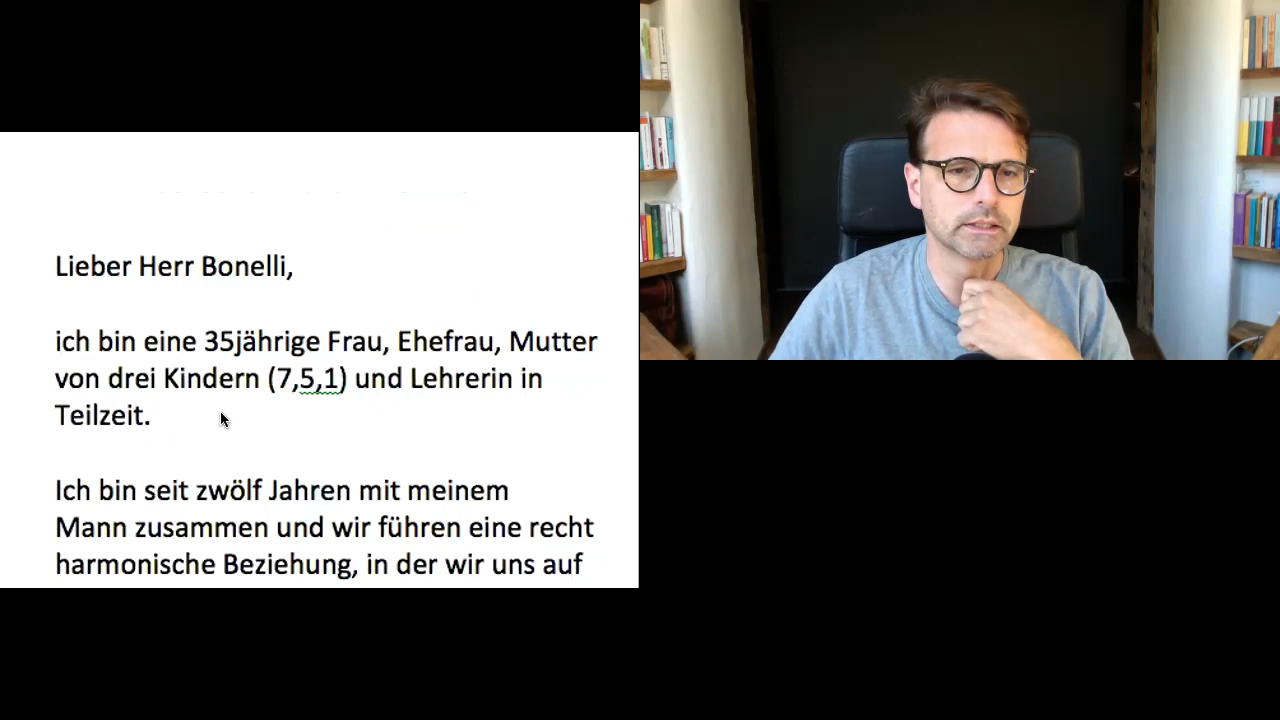 Lieber Herr Bonelli,
ich bin eine 35jährige Frau, Ehefrau, Mutter
von drei Kindern (7,5,1) und Lehrerin in
Teilzeit.
Ich bin seit zwölf Jahren mit meinem
Mann zusammen und wir führen eine recht
harmonische Beziehung, in der wir uns auf